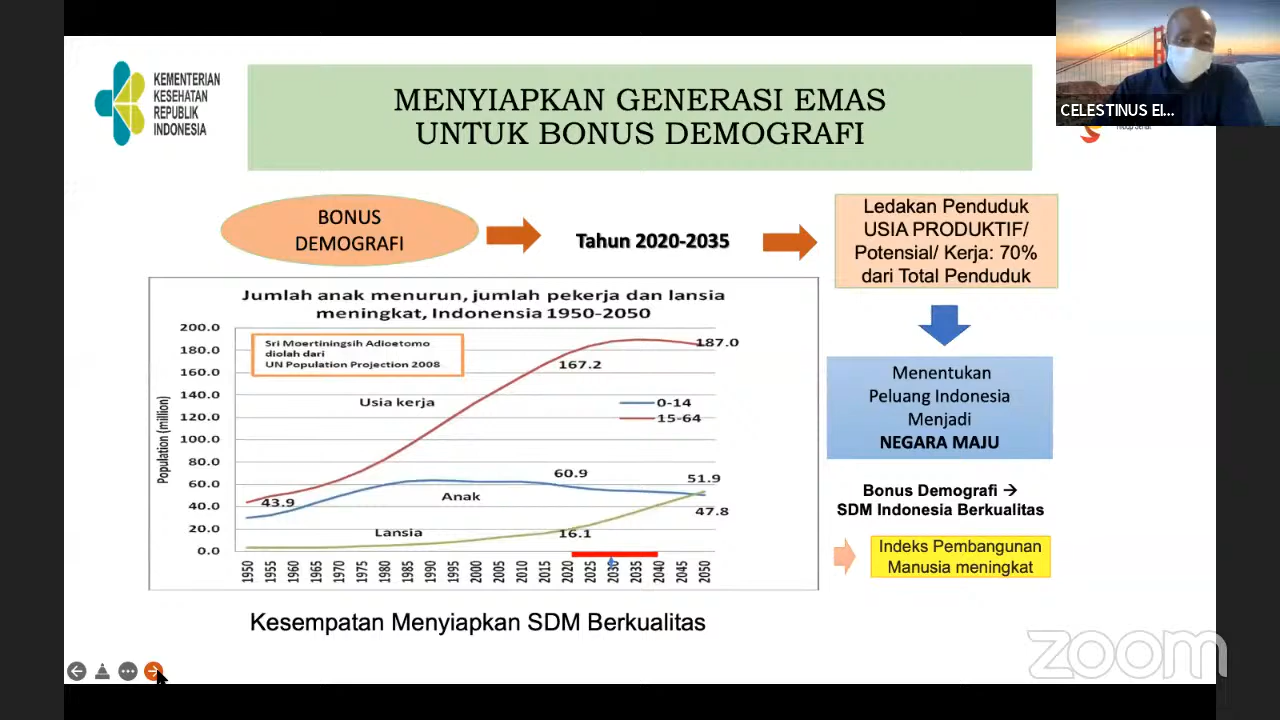 KEMENTERIAN
KESEHATAN
REPUBLIK
INDONESIA
MENYIAPKAN GENERASI EMAS
UNTUK BONUS DEMOGRAFI
CELESTINUS EI...
BONUS
DEMOGRAFI
Tahun 2020-2035
Ledakan Penduduk
USIA PRODUKTIF/
Potensial/ Kerja: 70%
dari Total Penduduk
Jumlah anak menurun, jumlah pekerja dan lansia
meningkat, Indonensia 1950-2050
Sri Moertiningsih Adioetomo
diolah dari
UN Population Projection 2008
Population (million)
200.0
180.0
160.0
140.0
120.0
100.0
80.0
60.0
40.0
20.0
0.0
187.0
167.2
Usia kerja
0-14
15-64
60.9
51.9
43.9
Anak
47.8
Lansia
16.1
1950
1955
1960
1965
1970
1975
1980
1985
1990
1995
2000
2005
2010
2015
2020
2025
2030
2035
2040
2045
2050
Menentukan
Peluang Indonesia
Menjadi
NEGARA MAJU
Bonus Demografi →
SDM Indonesia Berkualitas
Indeks Pembangunan
Manusia meningkat
Kesempatan Menyiapkan SDM Berkualitas
zoom